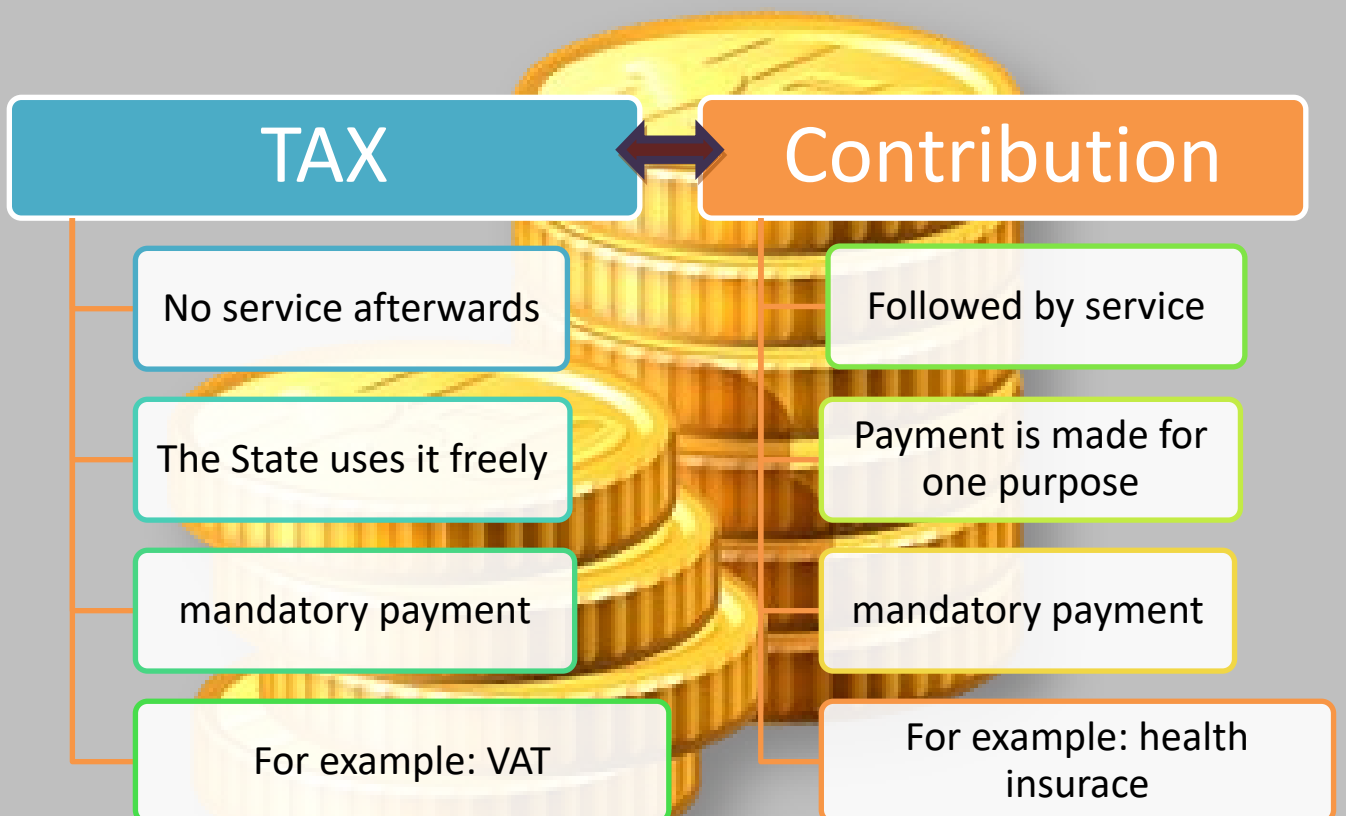 TAX
No service afterwards
The State uses it freely
mandatory payment
For example: VAT
Contribution
Followed by service
Payment is made for
one purpose
mandatory payment
For example: health
insurace